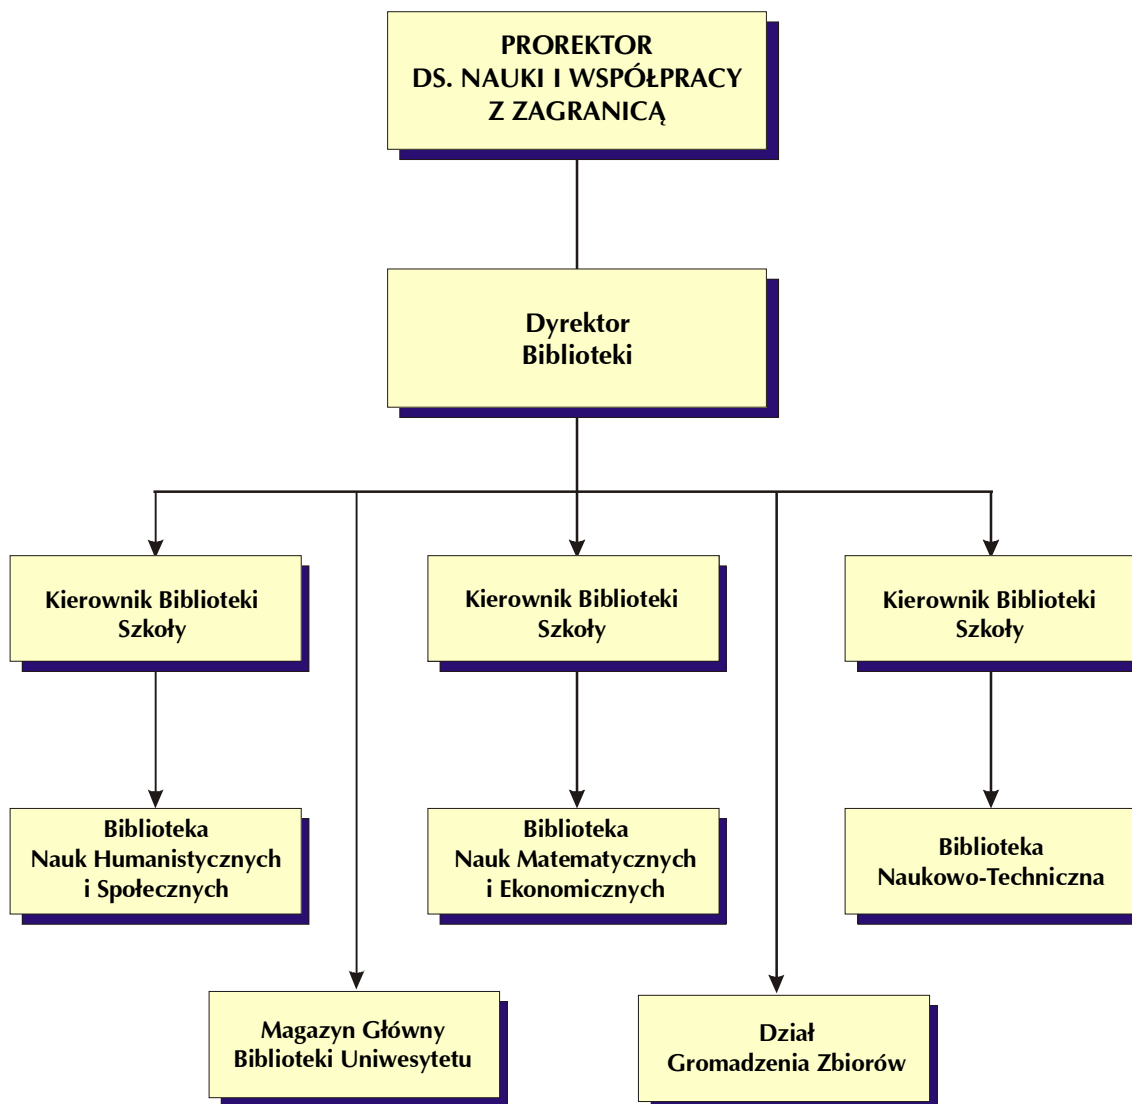 PROREKTOR
DS. NAUKI I WSPÓŁPRACY
Z ZAGRANICĄ
Dyrektor
Biblioteki
Kierownik Biblioteki
Szkoły
Kierownik Biblioteki
Szkoły
Kierownik Biblioteki
Szkoły
Biblioteka
Nauk Humanistycznych
i Społecznych
Biblioteka
Nauk Matematycznych
i Ekonomicznych
Biblioteka
Naukowo-Techniczna
Magazyn Główny
Biblioteki Uniwesytetu
Dział
Gromadzenia Zbiorów